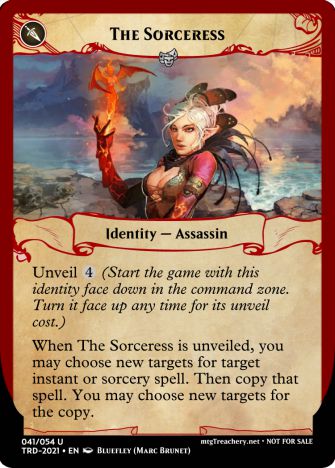 The Sorceress
Identity — Assassin
Unveil 4 (Start the game with this
identity face down in the command zone.
Turn it face up any time for its unveil
cost.)
When The Sorceress is unveiled, you
may choose new targets for target
instant or sorcery spell. Then copy that
spell. You may choose new targets for
the copy.
041/054 U
mtgTreachery.net • NOT FOR SALE
TRD-2021 • EN Bluefley (Marc Brunet)